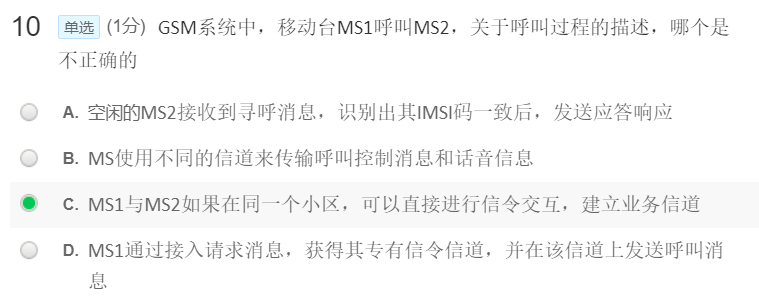 10 单选 (1分) GSM系统中，移动台MS1呼叫MS2，关于呼叫过程的描述，哪个是
不正确的
A. 空闲的MS2接收到寻呼消息，识别出其IMSI码一致后，发送应答响应
B. MS使用不同的信道来传输呼叫控制消息和话音信息
C. MS1与MS2如果在同一个小区，可以直接进行信令交互，建立业务信道
D. MS1通过接入请求消息，获得其专有信令信道，并在该信道上发送呼叫消
息